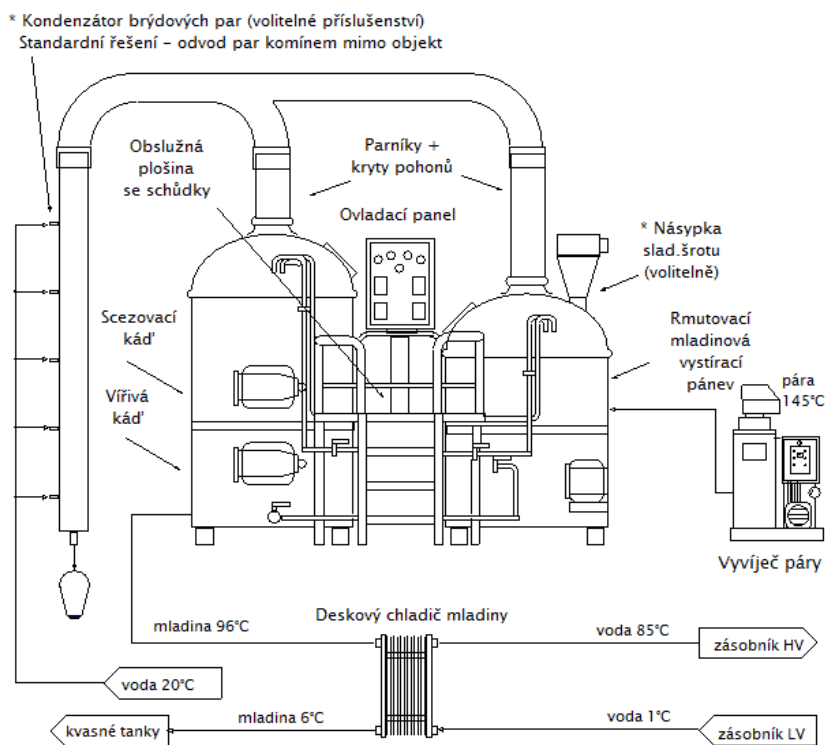 * Kondenzátor brýdových par (volitelné příslušenství)
Standardní řešení - odvod par komínem mimo objekt
Obslužná
plošina
se schůdky
Parníky +
kryty pohonů
Ovladací panel
* Násypka
slad.šrotu
(volitelně)
Scezovací
káď
Rmutovací
mladinová
vystírací
pánev
Vířivá
káď
pára
145°C
Vyvíječ páry
Deskový chladič mladiny
mladina 96°C
voda 85°C
zásobník HV
voda 20°C
kvasné tanky
mladina 6°C
voda 1°C
zásobník LV